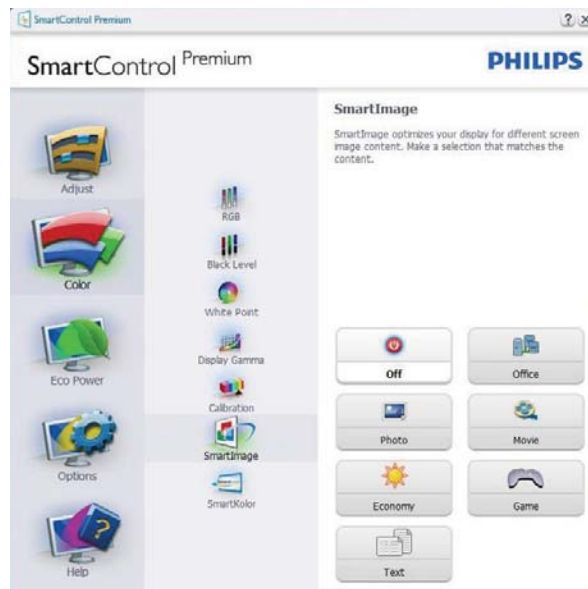 SmartControl Premium
SmartControl Premium
PHILIPS
Adjust
Color
Eco Power
Options
Help
RGB
Black Level
White Point
Display Gamma
Calibration
SmartImage
SmartKolor
SmartImage
SmartImage optimizes your display for different screen
image content. Make a selection that matches the
content.
Off
Office
Photo
Movie
Economy
Game
Text